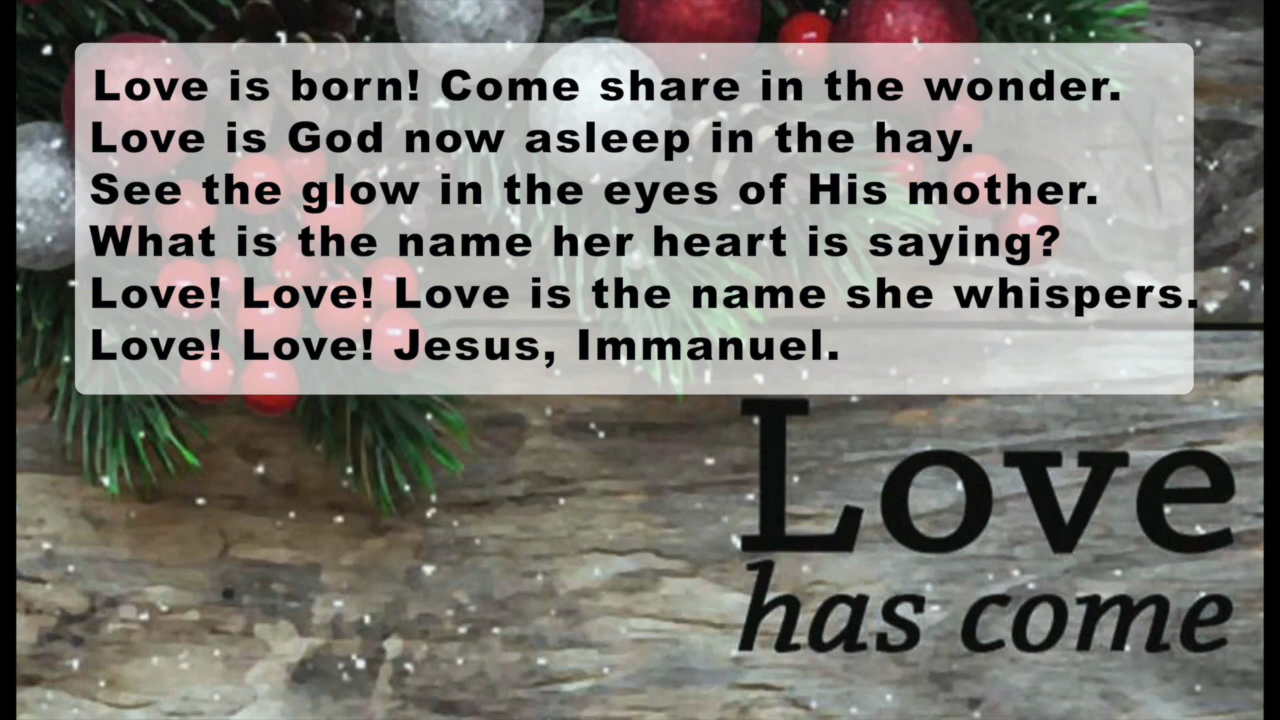 Love is born! Come share in the wonder.
Love is God now asleep in the hay.
See the glow in the eyes of His mother.
What is the name her heart is saying?
Love! Love! Love is the name she whispers.
Love! Love! Jesus, Immanuel.
Love
has come